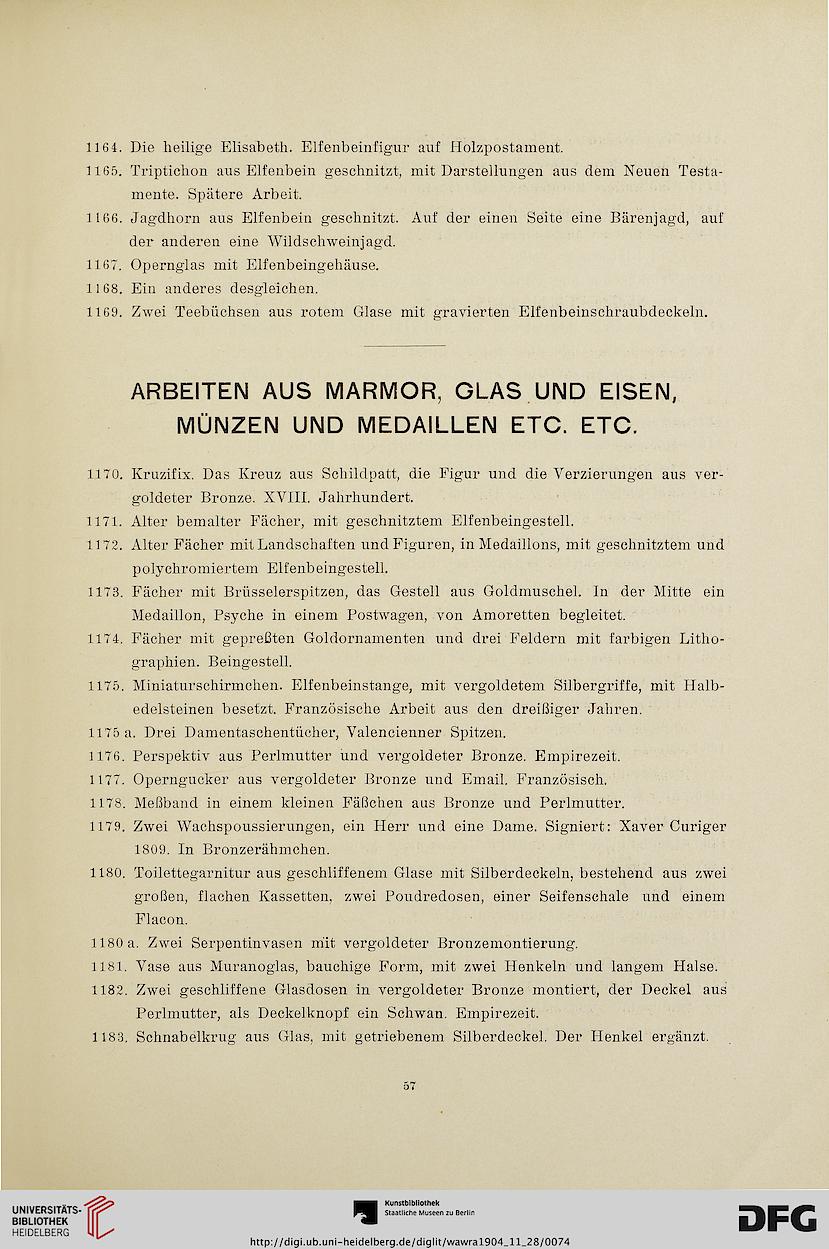 1164. Die heilige Elisabeth. Elfenbeinfigur auf Holzpostament.
1165. Triptichon aus Elfenbein geschnitzt, mit Darstellungen aus dem Neuen Testa-
mente. Spätere Arbeit.
1166. Jagdhorn aus Elfenbein geschnitzt. Auf der einen Seite eine Bärenjagd, auf
der anderen eine Wildschweinjagd.
1167. Opernglas mit Elfenbeingehäuse.
1168. Ein anderes desgleichen.
1169. Zwei Teebüchsen aus rotem Glase mit gravierten Elfenbeinschraubdeckeln.
ARBEITEN AUS MARMOR, GLAS UND EISEN,
MÜNZEN UND MEDAILLEN ETC. ETC.
1170. Kruzifix. Das Kreuz aus Schildpatt, die Figur und die Verzierungen aus ver-
goldeter Bronze. XVIII. Jahrhundert.
1171. Alter bemalter Fächer, mit geschnitztem Elfenbeingestell.
1172. Alter Fächer mit Landschaften und Figuren, in Medaillons, mit geschnitztem und
polychromiertem Elfenbeingestell.
1173. Fächer mit Brüsselerspitzen, das Gestell aus Goldmuschel. In der Mitte ein
Medaillon, Psyche in einem Postwagen, von Amoretten begleitet.
1174. Fächer mit gepreßten Goldornamenten und drei Feldern mit farbigen Litho-
graphien. Beingestell.
1175. Miniaturschirmchen. Elfenbeinstange, mit vergoldetem Silbergriffe, mit Halb-
edelsteinen besetzt. Französische Arbeit aus den dreißiger Jahren.
1175 a. Drei Damentaschentücher, Valencienner Spitzen.
1176. Perspektiv aus Perlmutter und vergoldeter Bronze. Empirezeit.
1177. Operngucker aus vergoldeter Bronze und Email. Französisch.
1178. Meßband in einem kleinen Fäßchen aus Bronze und Perlmutter.
1179. Zwei Wachspoussierungen, ein Herr und eine Dame. Signiert: Xaver Curiger
1809. In Bronzerähmchen.
1180. Toilettegarnitur aus geschliffenem Glase mit Silberdeckeln, bestehend aus zwei
großen, flachen Kassetten, zwei Poudredosen, einer Seifenschale und einem
Flacon.
1180 a. Zwei Serpentinvasen mit vergoldeter Bronzemontierung.
1181. Vase aus Muranoglas, bauchige Form, mit zwei Henkeln und langem Halse.
1182. Zwei geschliffene Glasdosen in vergoldeter Bronze montiert, der Deckel aus
Perlmutter, als Deckelknopf ein Schwan. Empirezeit.
1183. Schnabelkrug aus Glas, mit getriebenem Silberdeckel. Der Henkel ergänzt.
57
UNIVERSITÄTS-
BIBLIOTHEK
HEIDELBERG
Kunstbibliothek
Staatliche Museen zu Berlin
DFG
http://digi.ub.uni-heidelberg.de/diglit/wawra1904_11_28/0074